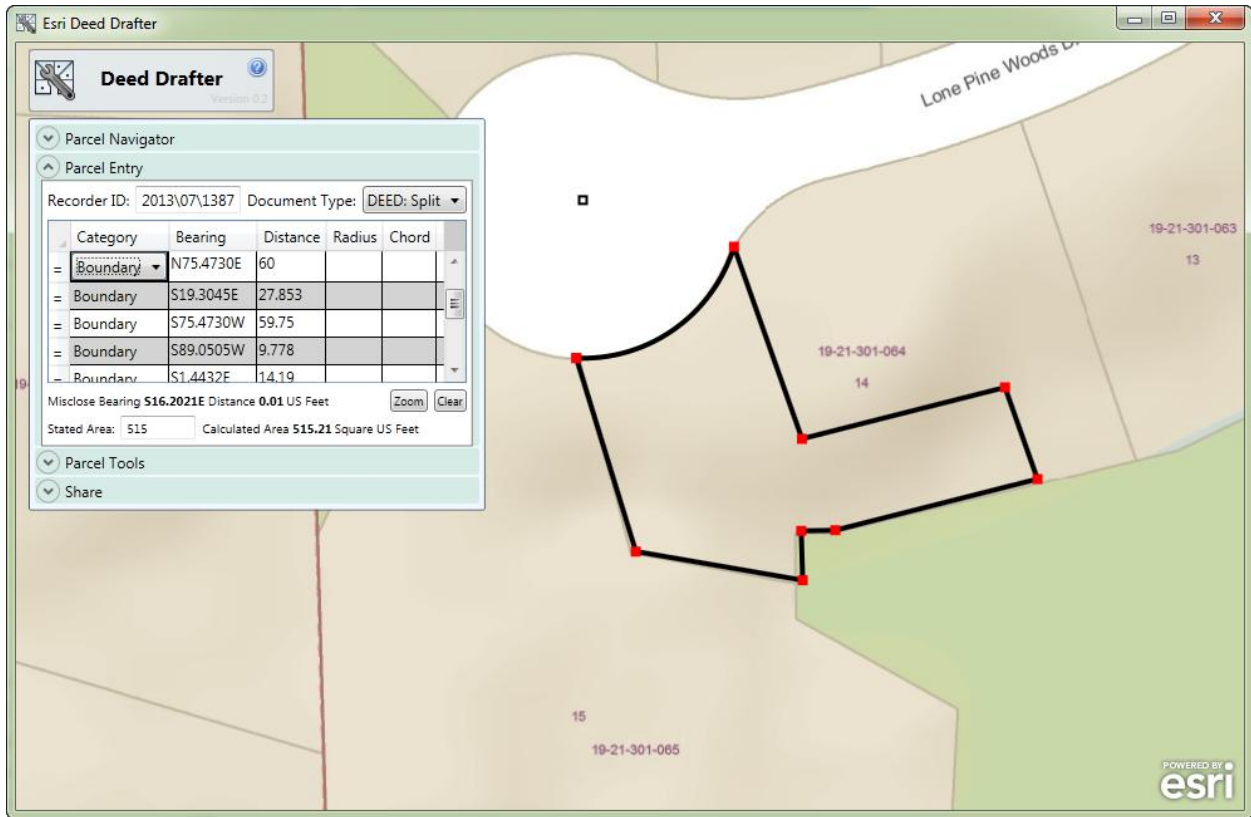 Esri Deed Drafter
Deed Drafter
Version 0.2
Lone Pine Woods
Parcel Navigator
Parcel Entry
Recorder ID: 2013\07\1387 Document Type: DEED: Split
Category Bearing Distance Radius Chord
= Boundary N75.4730E 60
= Boundary S19.3045E 27.853
= Boundary S75.4730W 59.75
= Boundary S89.0505W 9.778
= Boundary S1.4432E 14.19
Misclose Bearing S16.2021E Distance 0.01 US Feet Zoom Clear
Stated Area: 515 Calculated Area 515.21 Square US Feet
Parcel Tools
Share
19-21-301-063
13
19-21-301-064
14
15
19-21-301-065
POWERED BY
esri